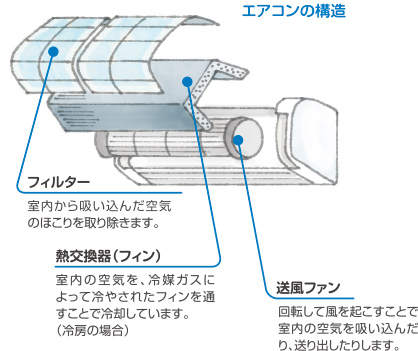 エアコンの構造
フィルター
室内から吸い込んだ空気
のほこりを取り除きます。
熱交換器(フィン)
室内の空気を、冷媒ガスに
よって冷やされたフィンを通
すことで冷却しています。
(冷房の場合)
送風ファン
回転して風を起こすことで
室内の空気を吸い込んだ
り、送り出したりします。